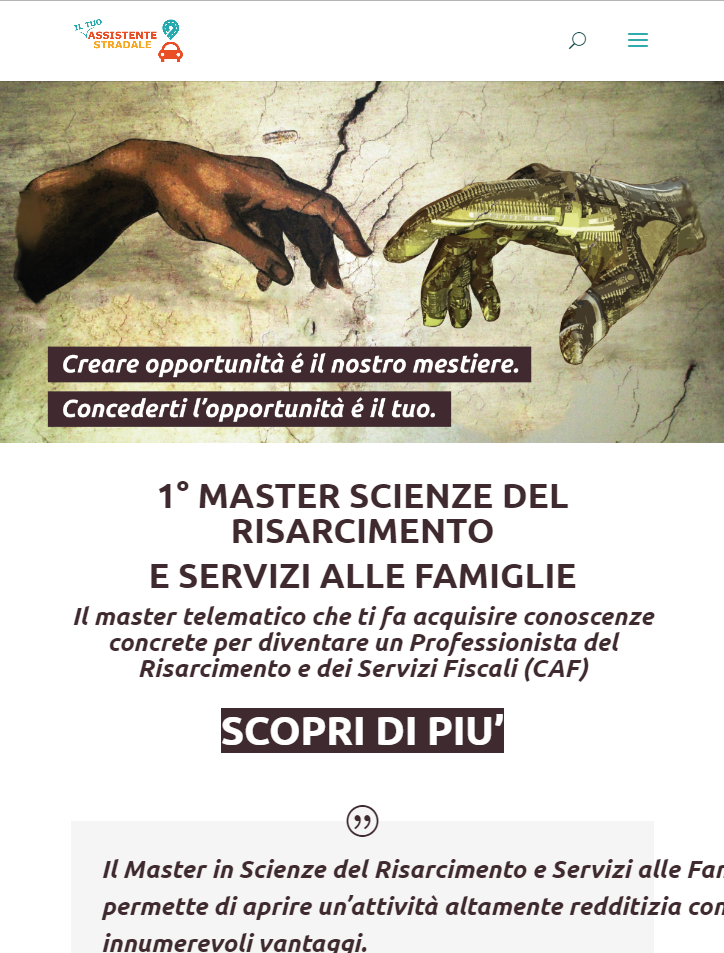 IL TUO
ASSISTENTE
STRADALE
Creare opportunità é il nostro mestiere.
Concederti l’opportunità é il tuo.
1° MASTER SCIENZE DEL
RISARCIMENTO
E SERVIZI ALLE FAMIGLIE
Il master telematico che ti fa acquisire conoscenze
concrete per diventare un Professionista del
Risarcimento e dei Servizi Fiscali (CAF)
SCOPRI DI PIU’
Il Master in Scienze del Risarcimento e Servizi alle
permette di aprire un’attività altamente redditizia con
innumerevoli vantaggi.